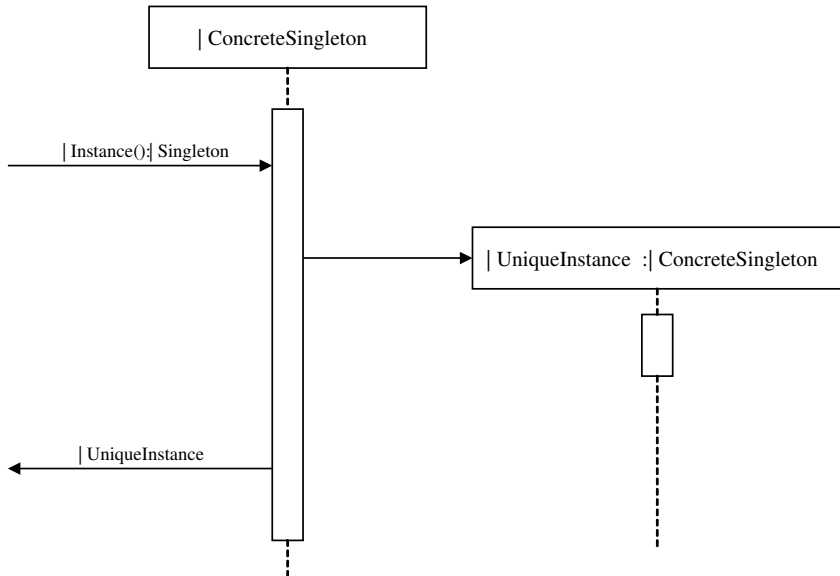 | ConcreteSingleton
| Instance():| Singleton
| UniqueInstance :| ConcreteSingleton
| UniqueInstance